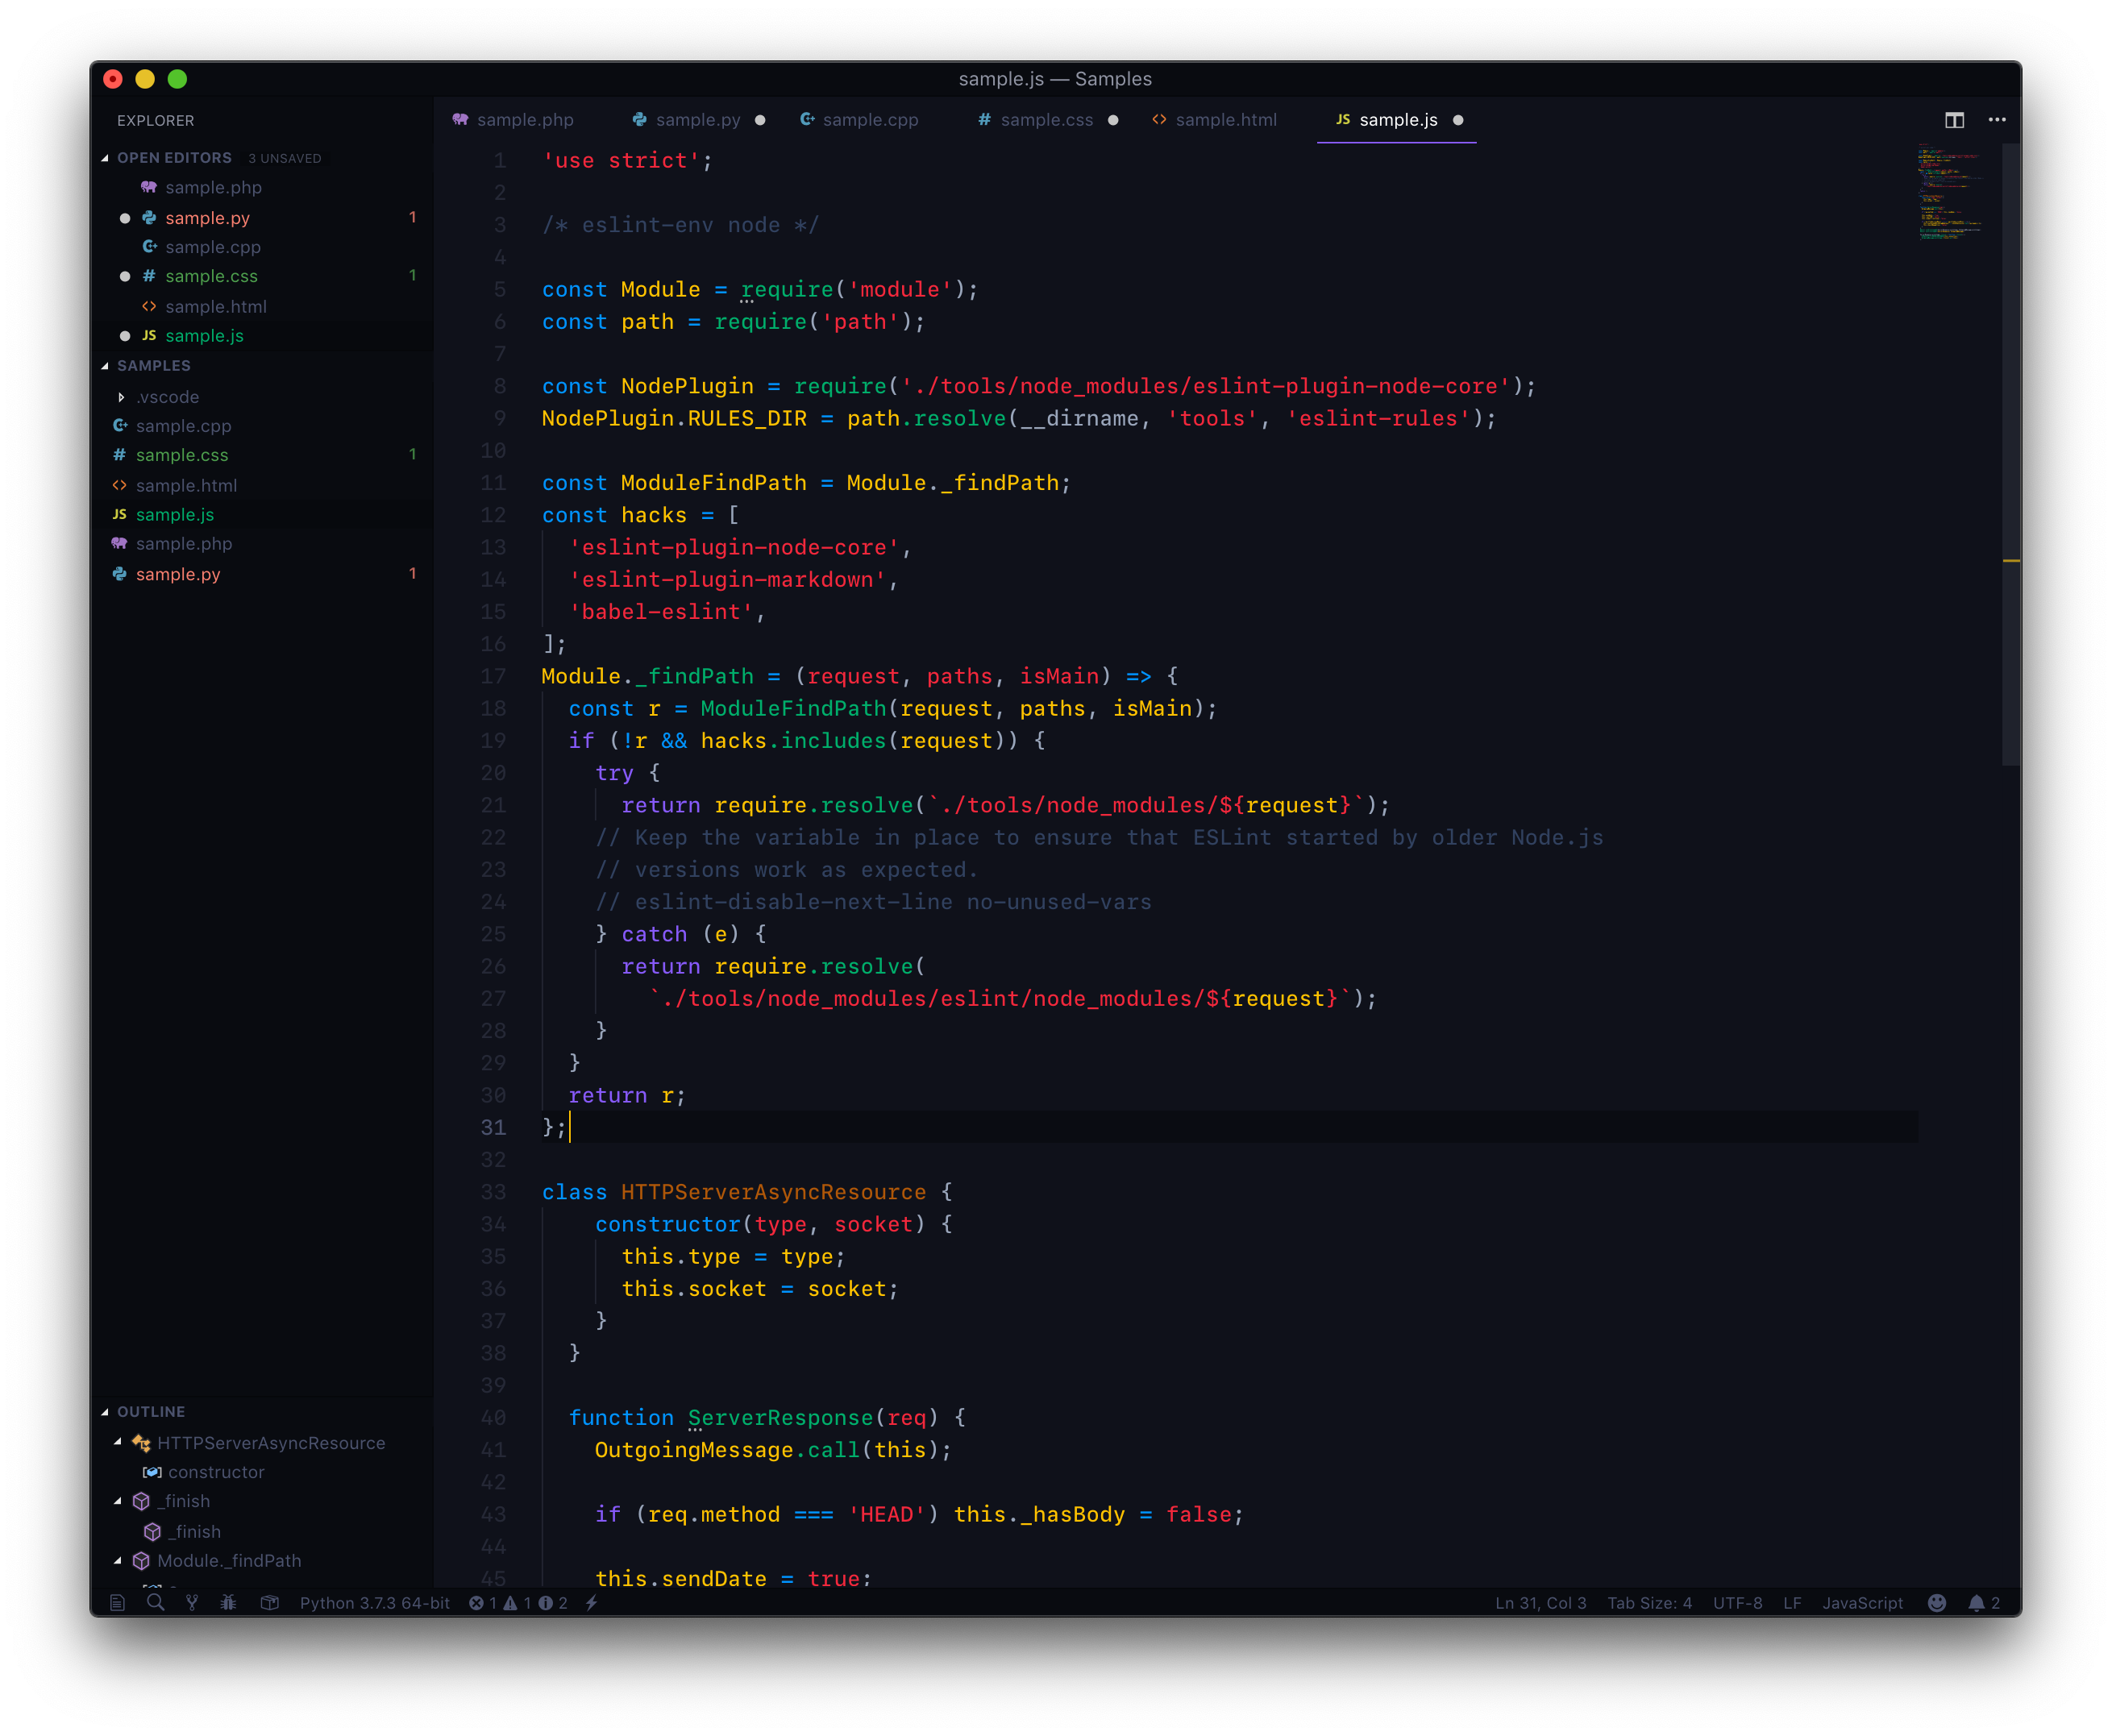 sample.js — Samples
EXPLORER
OPEN EDITORS 3 UNSAVED
sample.php
sample.py 1
sample.cpp
sample.css 1
sample.html
JS sample.js
SAMPLES
.vscode
sample.cpp
sample.css 1
sample.html
JS sample.js
sample.php
sample.py 1
OUTLINE
HTTPServerAsyncResource
constructor
_finish
_finish
Module._findPath
sample.php sample.py sample.cpp # sample.css <> sample.html JS sample.js
1 'use strict';
2
3 /* eslint-env node */
4
5 const Module = require('module');
6 const path = require('path');
7
8 const NodePlugin = require('./tools/node_modules/eslint-plugin-node-core');
9 NodePlugin.RULES_DIR = path.resolve(__dirname, 'tools', 'eslint-rules');
10
11 const ModuleFindPath = Module._findPath;
12 const hacks = [
13 'eslint-plugin-node-core',
14 'eslint-plugin-markdown',
15 'babel-eslint',
16 ];
17 Module._findPath = (request, paths, isMain) => {
18 const r = ModuleFindPath(request, paths, isMain);
19 if (!r && hacks.includes(request)) {
20 try {
21 return require.resolve(`./tools/node_modules/${request}`);
22 // Keep the variable in place to ensure that ESLint started by older Node.js
23 // versions work as expected.
24 // eslint-disable-next-line no-unused-vars
25 } catch (e) {
26 return require.resolve(
27 `./tools/node_modules/eslint/node_modules/${request}`);
28 }
29 }
30 return r;
31 };
32
33 class HTTPServerAsyncResource {
34 constructor(type, socket) {
35 this.type = type;
36 this.socket = socket;
37 }
38 }
39
40 function ServerResponse(req) {
41 OutgoingMessage.call(this);
42
43 if (req.method === 'HEAD') this._hasBody = false;
44
45 this.sendDate = true;
Python 3.7.3 64-bit 1 1 2 Ln 31, Col 3 Tab Size: 4 UTF-8 LF JavaScript 2